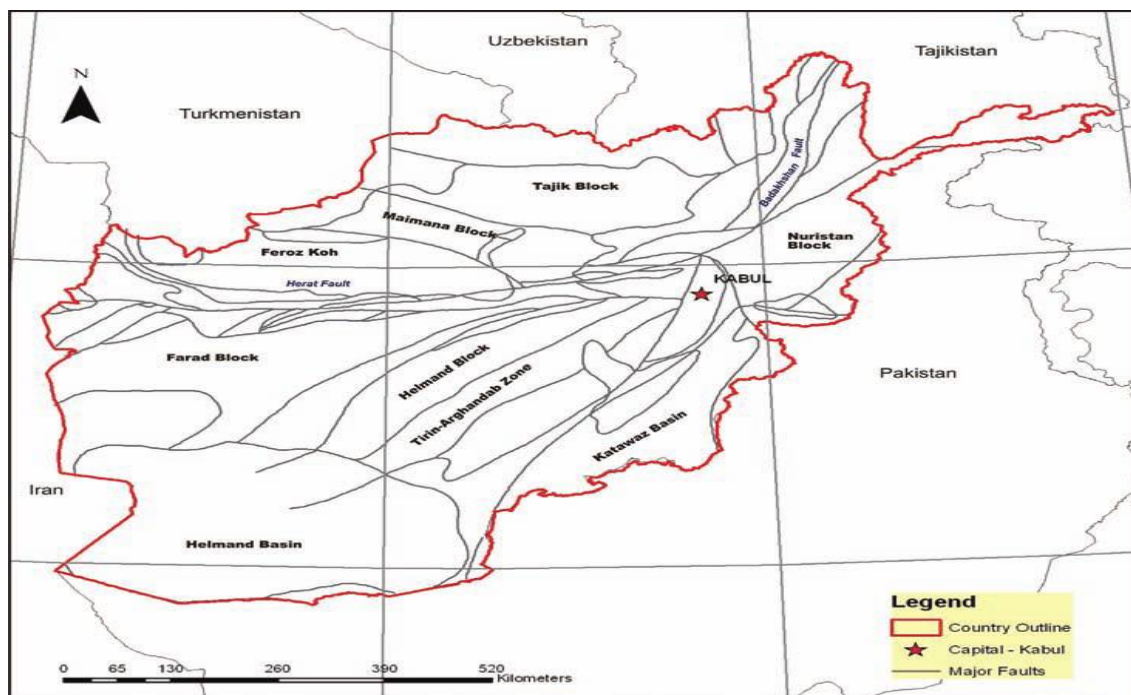 Uzbekistan
Tajikistan
N
Turkmenistan
Badakhshan Fault
Tajik Block
Maimana Block
Nuristan
Block
Feroz Koh
Herat Fault
KABUL
Farad Block
Helmand Block
Pakistan
Tirin-Arghandab Zone
Katawaz Basin
Iran
Helmand Basin
Legend
Country Outline
Capital - Kabul
Major Faults
0 65 130 260 390 520
Kilometers